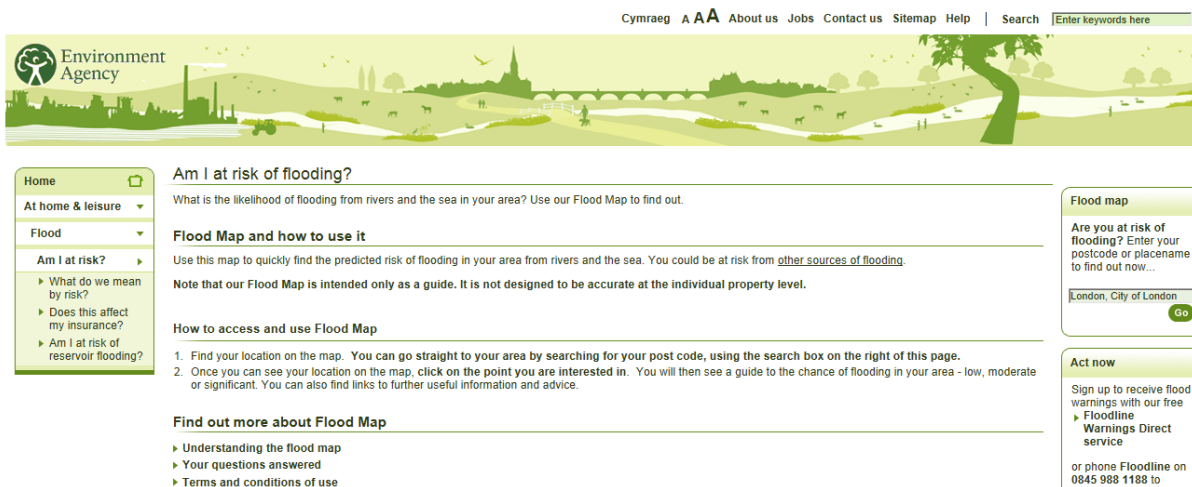 Cymraeg A A A About us Jobs Contact us Sitemap Help | Search Enter keywords here
Environment
Agency
Home
At home & leisure
Flood
Am I at risk?
What do we mean
by risk?
Does this affect
my insurance?
Am I at risk of
reservoir flooding?
Am I at risk of flooding?
What is the likelihood of flooding from rivers and the sea in your area? Use our Flood Map to find out.
Flood Map and how to use it
Use this map to quickly find the predicted risk of flooding in your area from rivers and the sea. You could be at risk from other sources of flooding.
Note that our Flood Map is intended only as a guide. It is not designed to be accurate at the individual property level.
How to access and use Flood Map
1. Find your location on the map. You can go straight to your area by searching for your post code, using the search box on the right of this page.
2. Once you can see your location on the map, click on the point you are interested in. You will then see a guide to the chance of flooding in your area - low, moderate
or significant. You can also find links to further useful information and advice.
Find out more about Flood Map
Understanding the flood map
Your questions answered
Terms and conditions of use
Flood map
Are you at risk of
flooding? Enter your
postcode or placename
to find out now...
London, City of London
Go
Act now
Sign up to receive flood
warnings with our free
Floodline
Warnings Direct
service
or phone Floodline on
0845 988 1188 to